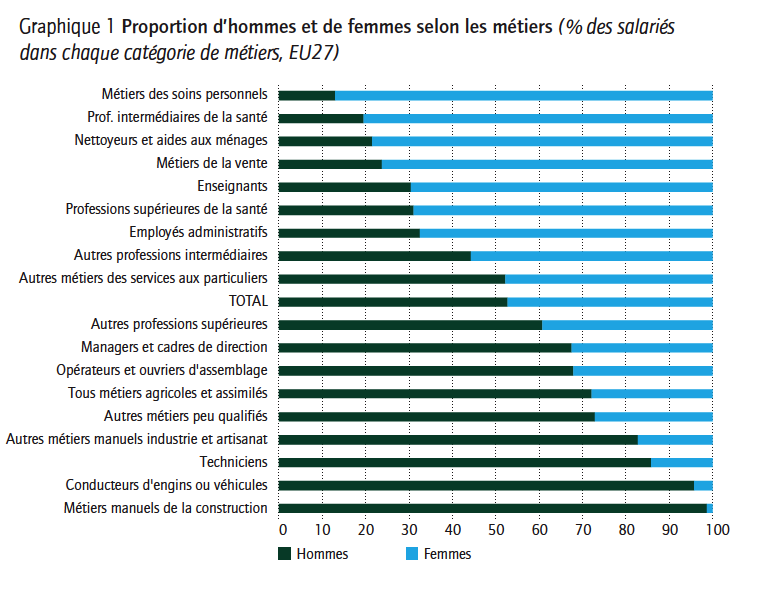 Graphique 1 Proportion d’hommes et de femmes selon les métiers (% des salariés
dans chaque catégorie de métiers, EU27)
Métiers des soins personnels
Prof. intermédiaires de la santé
Nettoyeurs et aides aux ménages
Métiers de la vente
Enseignants
Professions supérieures de la santé
Employés administratifs
Autres professions intermédiaires
Autres métiers des services aux particuliers
TOTAL
Autres professions supérieures
Managers et cadres de direction
Opérateurs et ouvriers d'assemblage
Tous métiers agricoles et assimilés
Autres métiers peu qualifiés
Autres métiers manuels industrie et artisanat
Techniciens
Conducteurs d'engins ou véhicules
Métiers manuels de la construction
0 10 20 30 40 50 60 70 80 90 100
Hommes Femmes